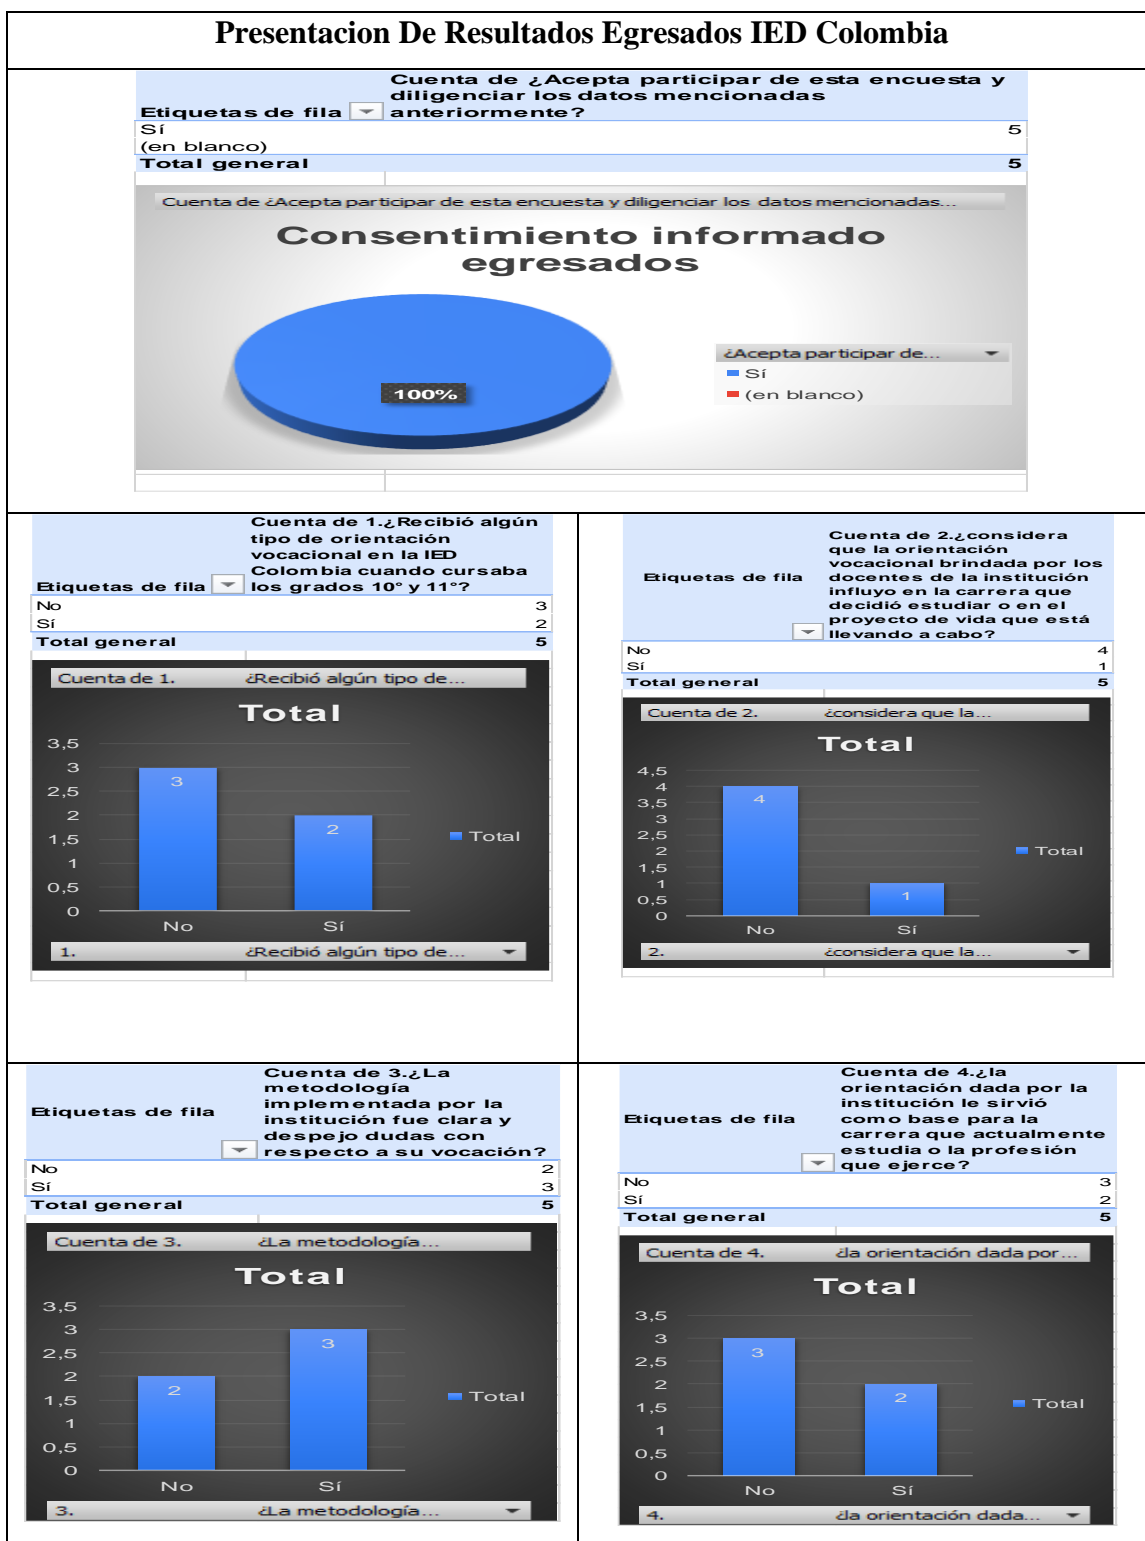 Presentacion De Resultados Egresados IED Colombia
Cuenta de ¿Acepta participar de esta encuesta y
diligenciar los datos mencionadas
Etiquetas de fila anteriormente?
Sí 5
(en blanco)
Total general 5
Cuenta de ¿Acepta participar de esta encuesta y diligenciar los datos mencionadas...
Consentimiento informado
egresados
100%
¿Acepta participar de...
Sí
(en blanco)
Cuenta de 1.¿Recibió algún
tipo de orientación
vocacional en la IED
Colombia cuando cursaba
Etiquetas de fila los grados 10° y 11°?
No 3
Sí 2
Total general 5
Cuenta de 1. ¿Recibió algún tipo de...
Total
3,5
3
2,5
2
1,5
1
0,5
0
3
2
No Sí
Total
1. ¿Recibió algún tipo de...
Cuenta de 2.¿considera
que la orientación
vocacional brindada por los
Etiquetas de fila docentes de la institución
influyo en la carrera que
decidió estudiar o en el
proyecto de vida que está
llevando a cabo?
No 4
Sí 1
Total general 5
Cuenta de 2. ¿considera que la...
Total
4,5
4
3,5
3
2,5
2
1,5
1
0,5
0
4
1
No Sí
Total
2. ¿considera que la...
Cuenta de 3.¿La
metodología
Etiquetas de fila implementada por la
institución fue clara y
despejo dudas con
respecto a su vocación?
No 2
Sí 3
Total general 5
Cuenta de 3. ¿La metodología...
Total
3,5
3
2,5
2
1,5
1
0,5
0
2
3
No Sí
Total
3. ¿La metodología...
Cuenta de 4.¿la
orientación dada por la
institución le sirvió
Etiquetas de fila como base para la
carrera que actualmente
estudia o la profesión
que ejerce?
No 3
Sí 2
Total general 5
Cuenta de 4. ¿la orientación dada por...
Total
3,5
3
2,5
2
1,5
1
0,5
0
3
2
No Sí
Total
4. ¿la orientación dada...